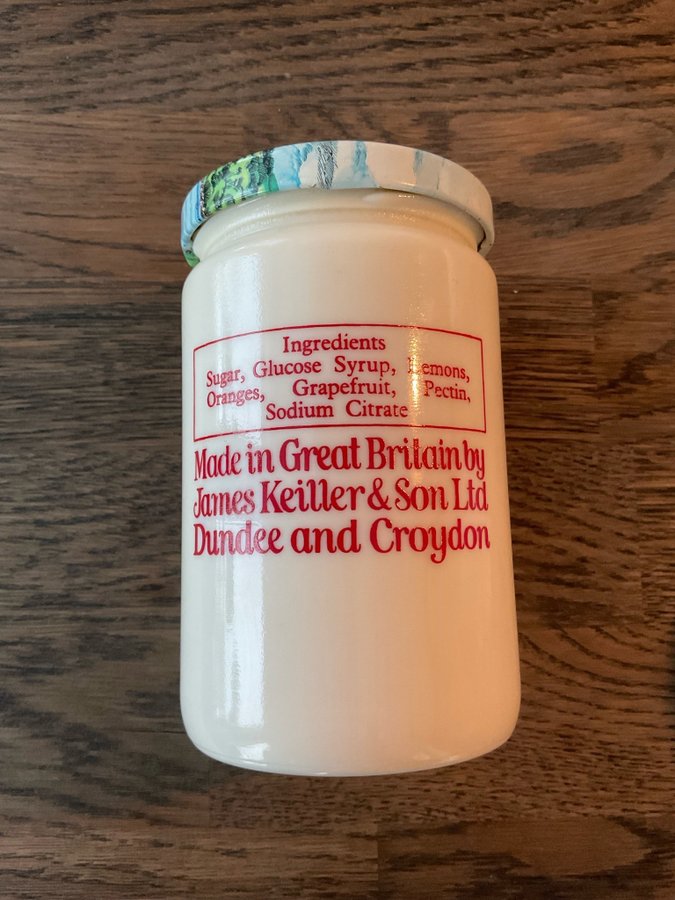 Ingredients
Sugar, Glucose Syrup, Lemons,
Oranges, Grapefruit, Pectin,
Sodium Citrate
Made in Great Britain by
James Keiller & Son Ltd
Dundee and Croydon